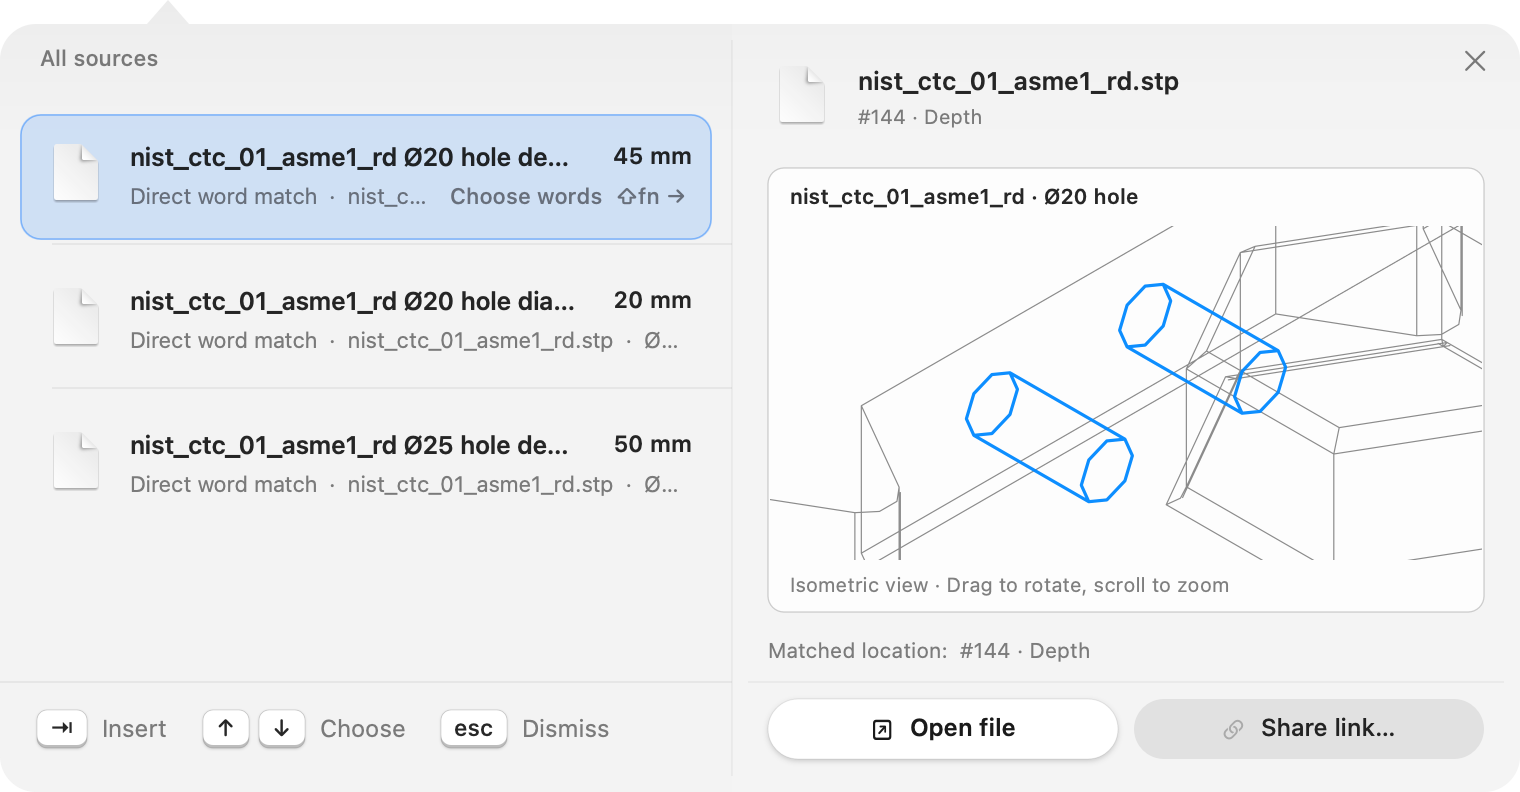 All sources
nist_ctc_01_asme1_rd Ø20 hole de... 45 mm
Direct word match · nist_c... Choose words ⇧fn →
nist_ctc_01_asme1_rd Ø20 hole dia... 20 mm
Direct word match · nist_ctc_01_asme1_rd.stp · Ø...
nist_ctc_01_asme1_rd Ø25 hole de... 50 mm
Direct word match · nist_ctc_01_asme1_rd.stp · Ø...
⇥ Insert ↑ ↓ Choose esc Dismiss
nist_ctc_01_asme1_rd.stp
#144 · Depth
nist_ctc_01_asme1_rd · Ø20 hole
Isometric view · Drag to rotate, scroll to zoom
Matched location: #144 · Depth
Open file
Share link...